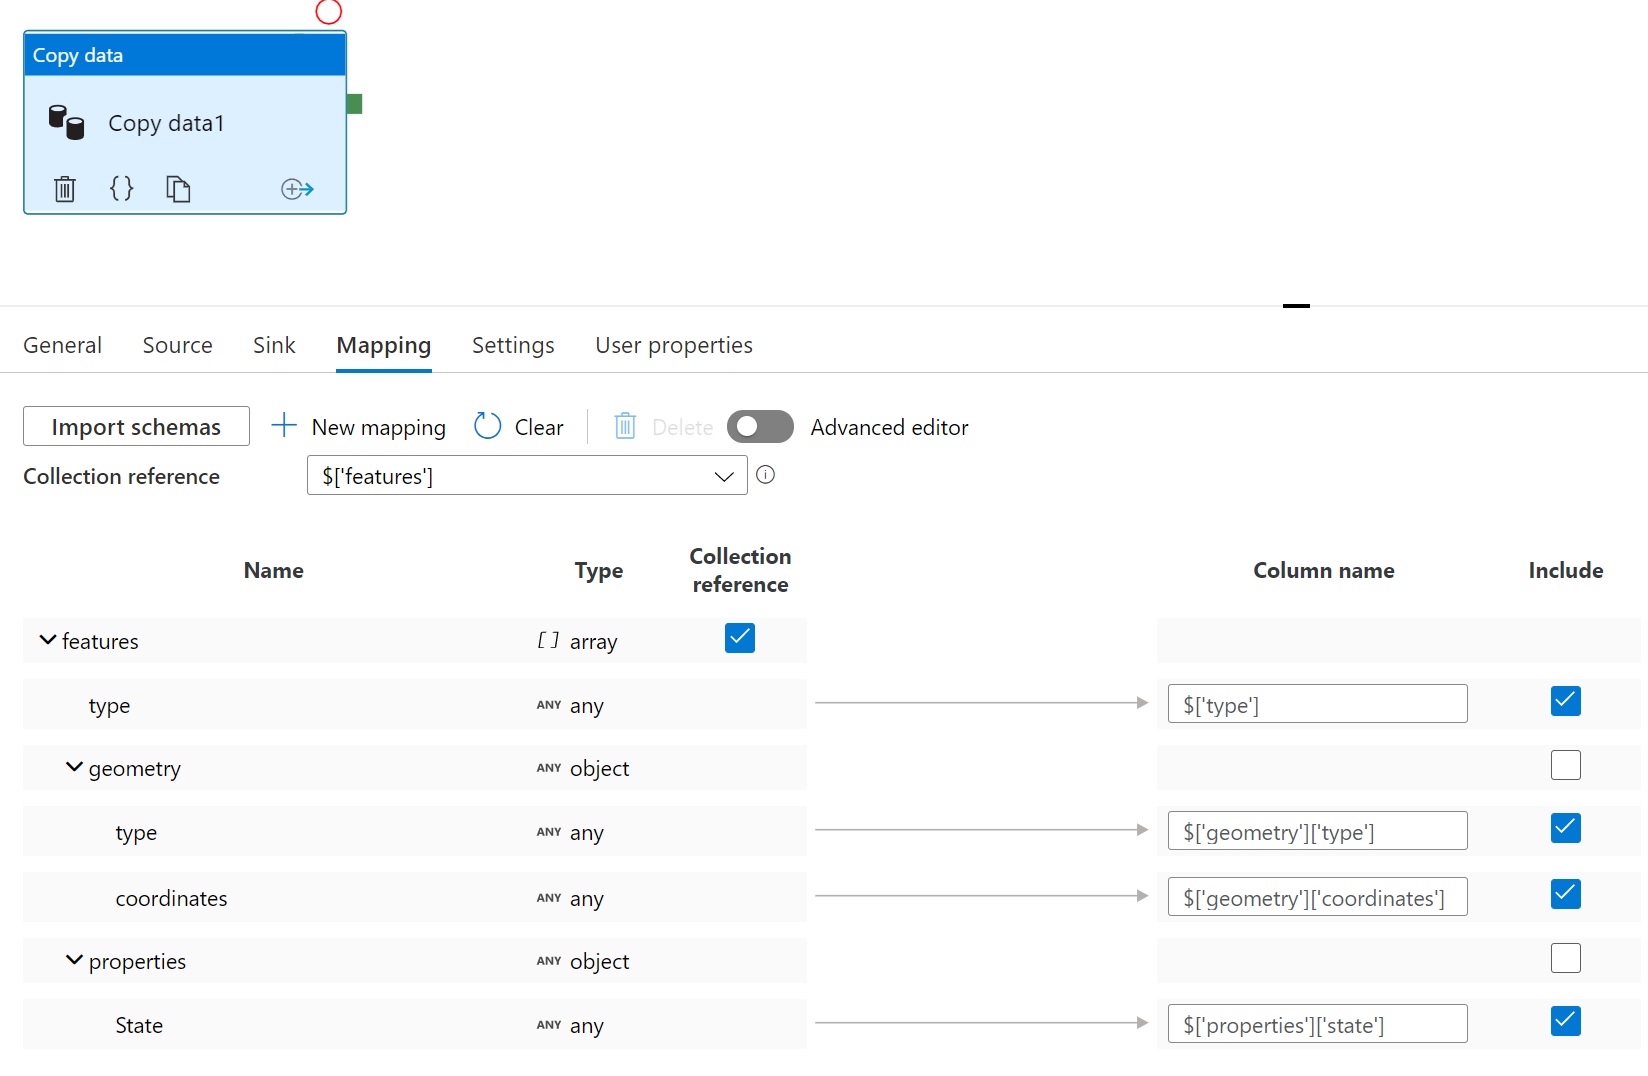 Copy data
Copy data1
General Source Sink Mapping Settings User properties
Import schemas New mapping Clear Delete Advanced editor
Collection reference $['features']
Name Type Collection reference Column name Include
features [ ] array
type ANY any $['type']
geometry ANY object
type ANY any $['geometry']['type']
coordinates ANY any $['geometry']['coordinates']
properties ANY object
State ANY any $['properties']['state']